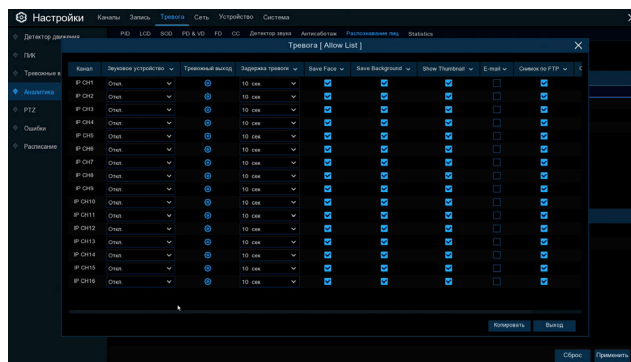 Настройки Каналы Запись Тревога Сеть Устройство Система
Детектор движения PID LCD SOD PD & VD FD CC Детектор звука Антисаботаж Распознавание лиц Statistics
Тревога [ Allow List ]
ПИК
Тревожные в
Аналитика
PTZ
Ошибки
Расписание
Канал Звуковое устройство Тревожный выход Задержка тревоги Save Face Save Background Show Thumbnail E-mail Снимок по FTP
IP CH1 Откл. 10 сек
IP CH2 Откл. 10 сек
IP CH3 Откл. 10 сек
IP CH4 Откл. 10 сек
IP CH5 Откл. 10 сек
IP CH6 Откл. 10 сек
IP CH7 Откл. 10 сек
IP CH8 Откл. 10 сек
IP CH9 Откл. 10 сек
IP CH10 Откл. 10 сек
IP CH11 Откл. 10 сек
IP CH12 Откл. 10 сек
IP CH13 Откл. 10 сек
IP CH14 Откл. 10 сек
IP CH15 Откл. 10 сек
IP CH16 Откл. 10 сек
Копировать Выход
Сброс Применить